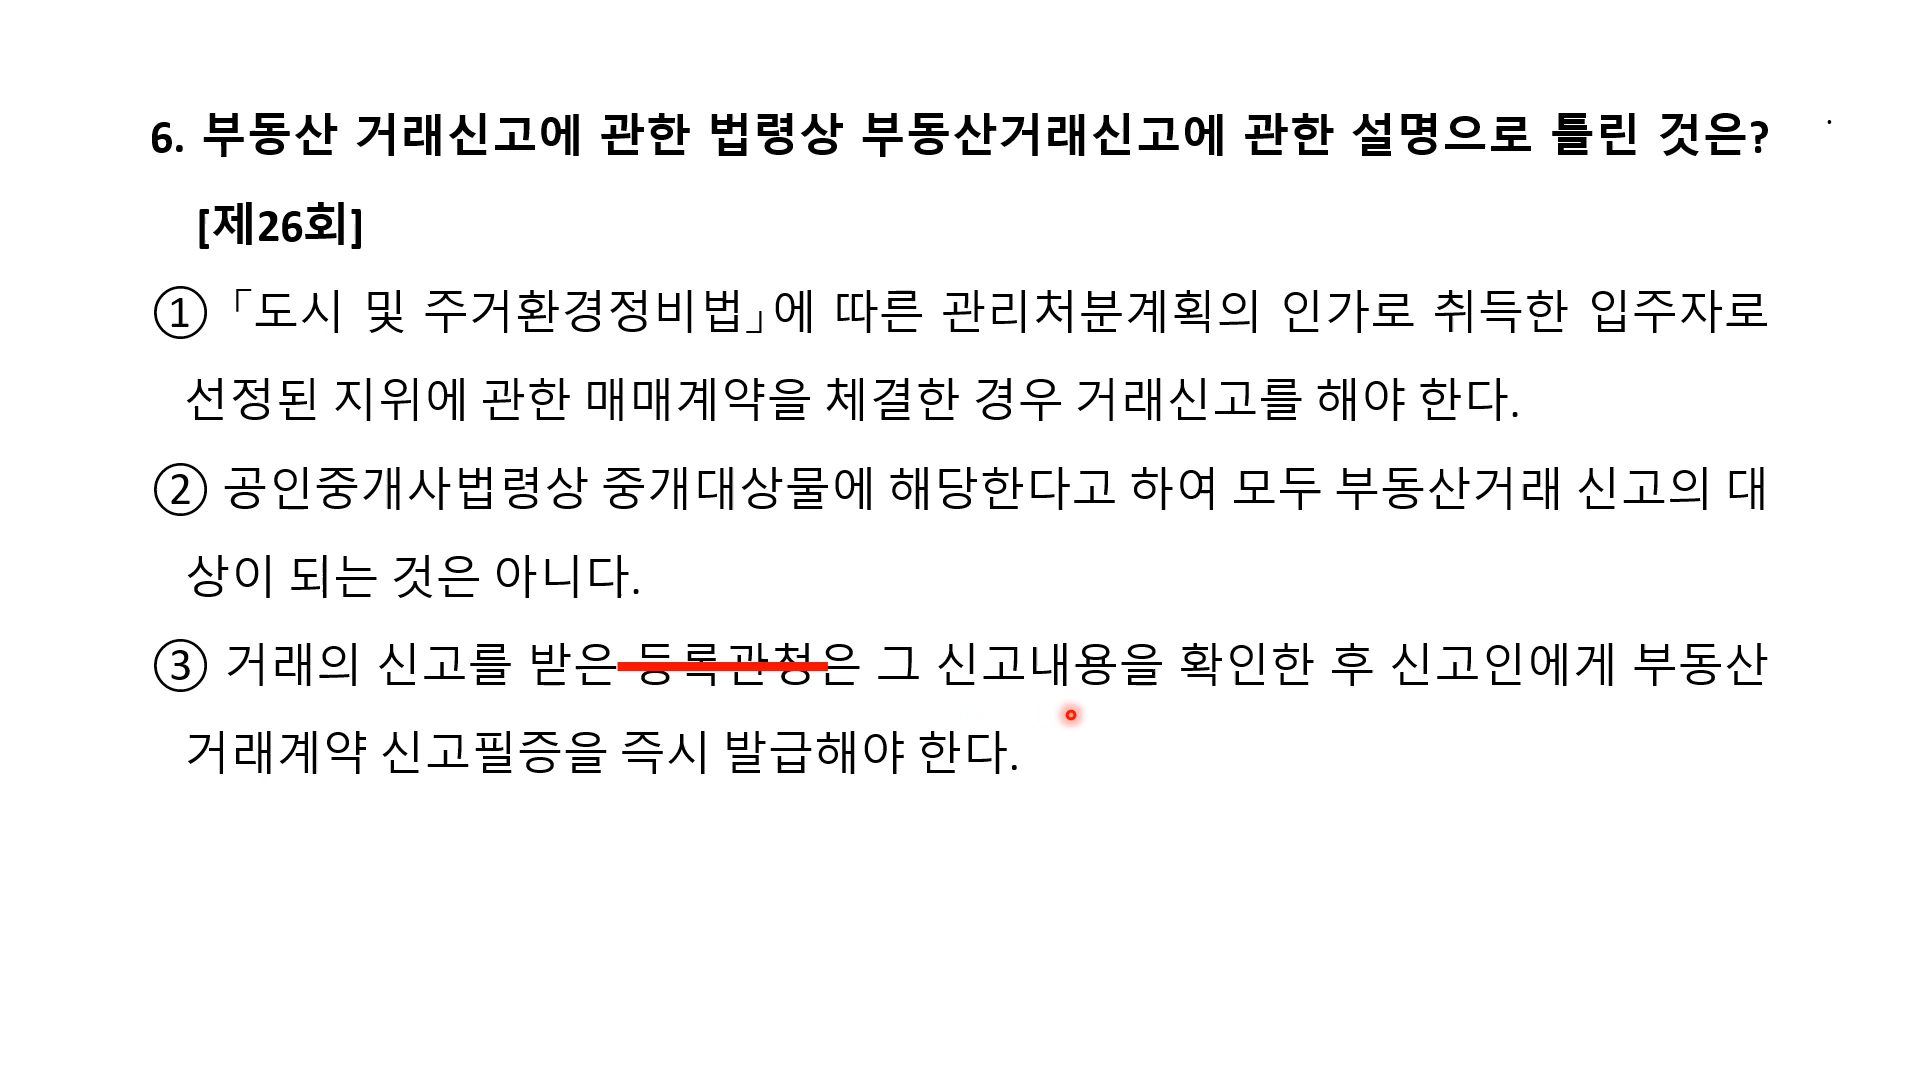 6. 부동산 거래신고에 관한 법령상 부동산거래신고에 관한 설명으로 틀린 것은?
[제26회]
① 「도시 및 주거환경정비법」에 따른 관리처분계획의 인가로 취득한 입주자로
선정된 지위에 관한 매매계약을 체결한 경우 거래신고를 해야 한다.
② 공인중개사법령상 중개대상물에 해당한다고 하여 모두 부동산거래 신고의 대
상이 되는 것은 아니다.
③ 거래의 신고를 받은 등록관청은 그 신고내용을 확인한 후 신고인에게 부동산
거래계약 신고필증을 즉시 발급해야 한다.